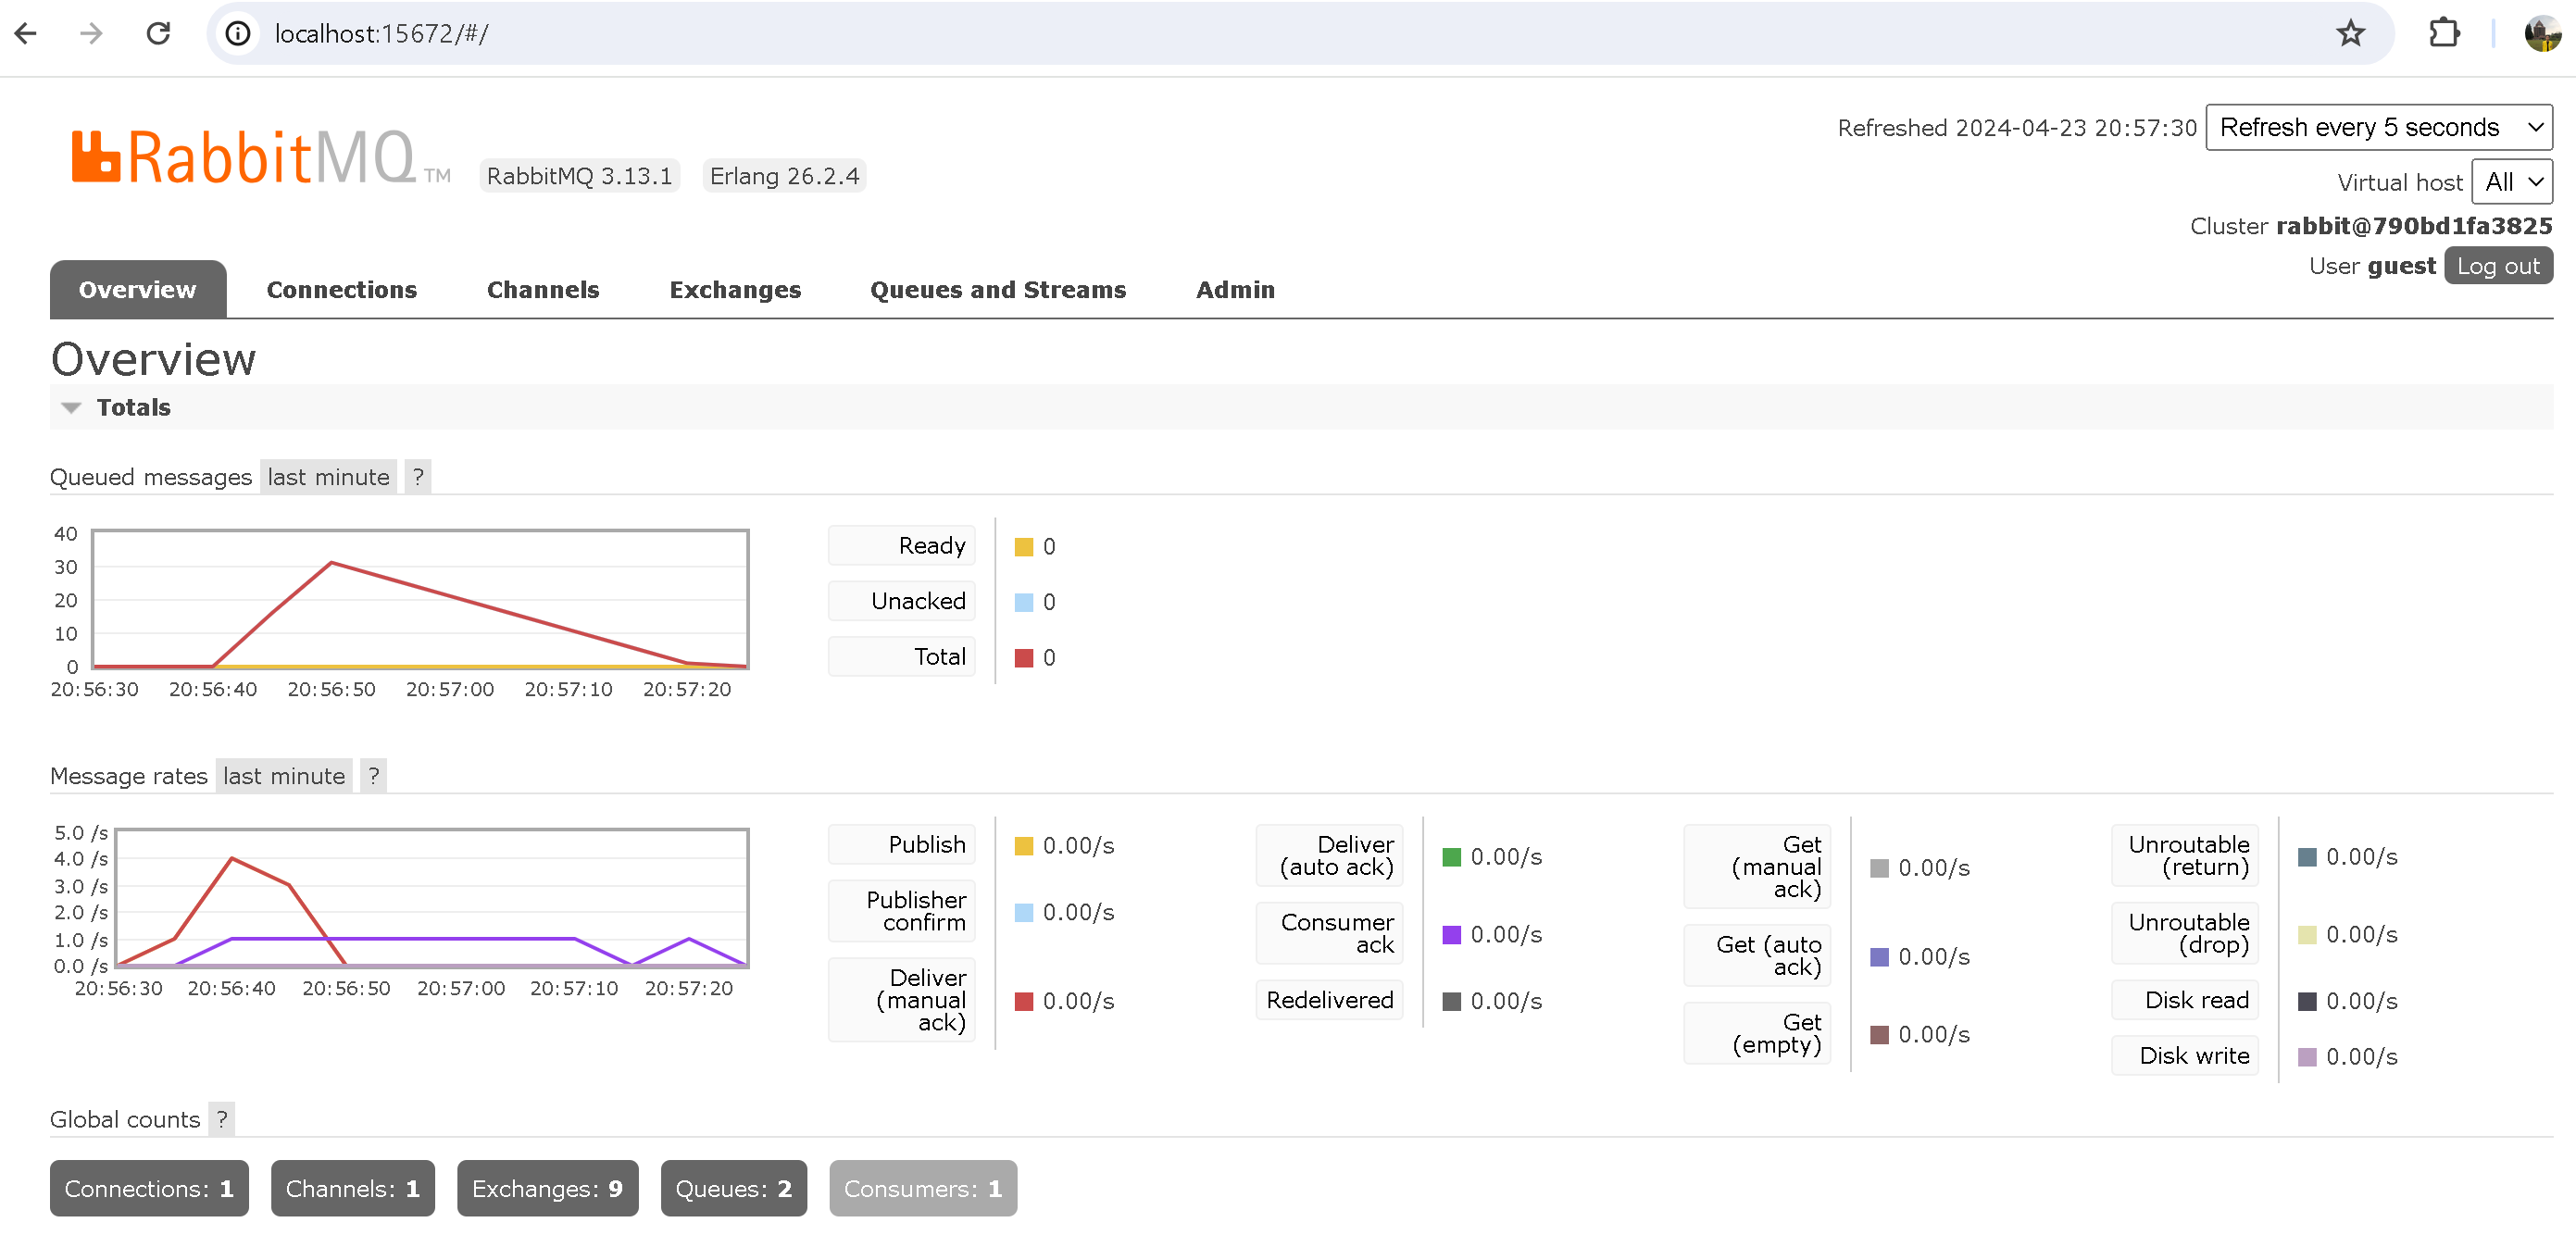 localhost:15672/#/
RabbitMQ TM
RabbitMQ 3.13.1 Erlang 26.2.4
Refreshed 2024-04-23 20:57:30 Refresh every 5 seconds
Virtual host All
Cluster rabbit@790bd1fa3825
User guest Log out
Overview Connections Channels Exchanges Queues and Streams Admin
Overview
Totals
Queued messages last minute ?
40
30
20
10
0
20:56:30 20:56:40 20:56:50 20:57:00 20:57:10 20:57:20
Ready 0
Unacked 0
Total 0
Message rates last minute ?
5.0 /s
4.0 /s
3.0 /s
2.0 /s
1.0 /s
0.0 /s
20:56:30 20:56:40 20:56:50 20:57:00 20:57:10 20:57:20
Publish 0.00/s
Publisher
confirm 0.00/s
Deliver
(manual
ack) 0.00/s
Deliver
(auto ack) 0.00/s
Consumer
ack 0.00/s
Redelivered 0.00/s
Get
(manual
ack) 0.00/s
Get (auto
ack) 0.00/s
Get
(empty) 0.00/s
Unroutable
(return) 0.00/s
Unroutable
(drop) 0.00/s
Disk read 0.00/s
Disk write 0.00/s
Global counts ?
Connections: 1 Channels: 1 Exchanges: 9 Queues: 2 Consumers: 1